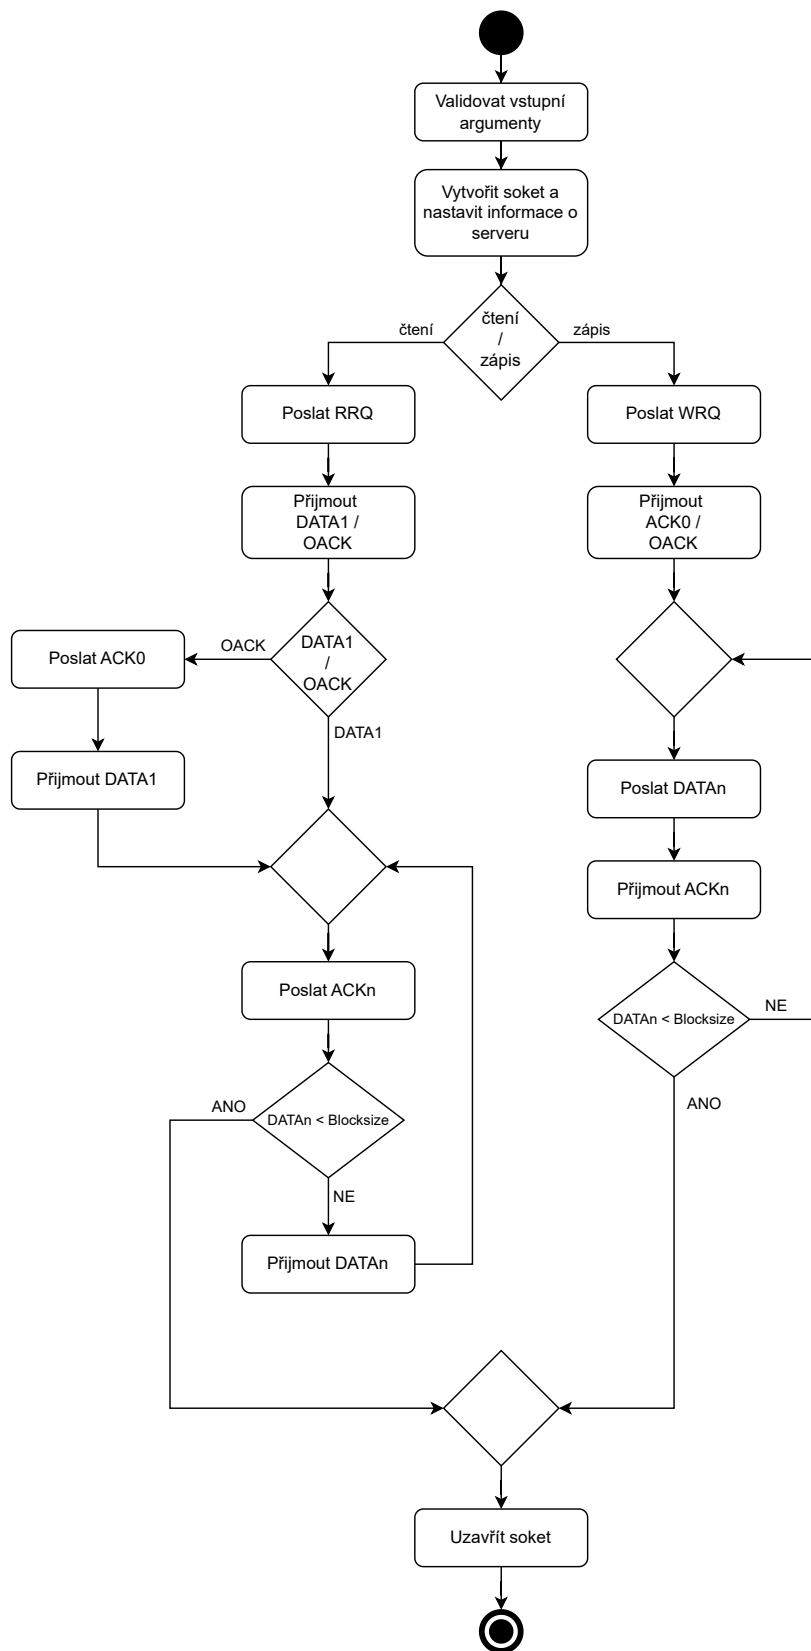 Validovat vstupní
argumenty
Vytvořit soket a
nastavit informace o
serveru
čtení
čtení
/
zápis
zápis
Poslat RRQ
Poslat WRQ
Přijmout
DATA1 /
OACK
Přijmout
ACK0 /
OACK
Poslat ACK0
OACK
DATA1
/
OACK
DATA1
Přijmout DATA1
Poslat DATAn
Přijmout ACKn
Poslat ACKn
DATAn < Blocksize
NE
ANO
ANO
DATAn < Blocksize
NE
Přijmout DATAn
Uzavřít soket